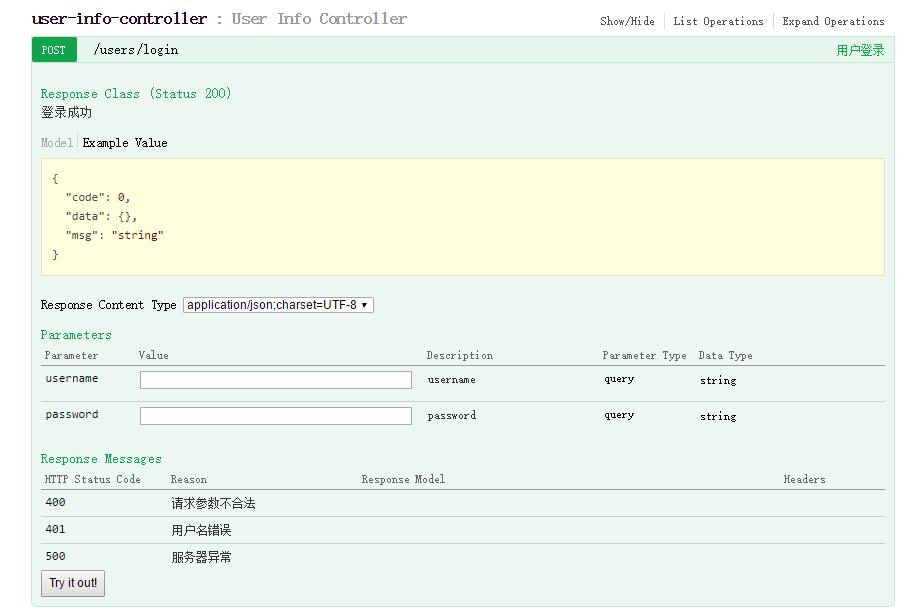 user-info-controller : User Info Controller
Show/Hide List Operations Expand Operations
POST /users/login 用户登录
Response Class (Status 200)
登录成功
Model Example Value
{
"code": 0,
"data": {},
"msg": "string"
}
Response Content Type application/json;charset=UTF-8
Parameters
Parameter Value Description Parameter Type Data Type
username username query string
password password query string
Response Messages
HTTP Status Code Reason Response Model Headers
400 请求参数不合法
401 用户名错误
500 服务器异常
Try it out!